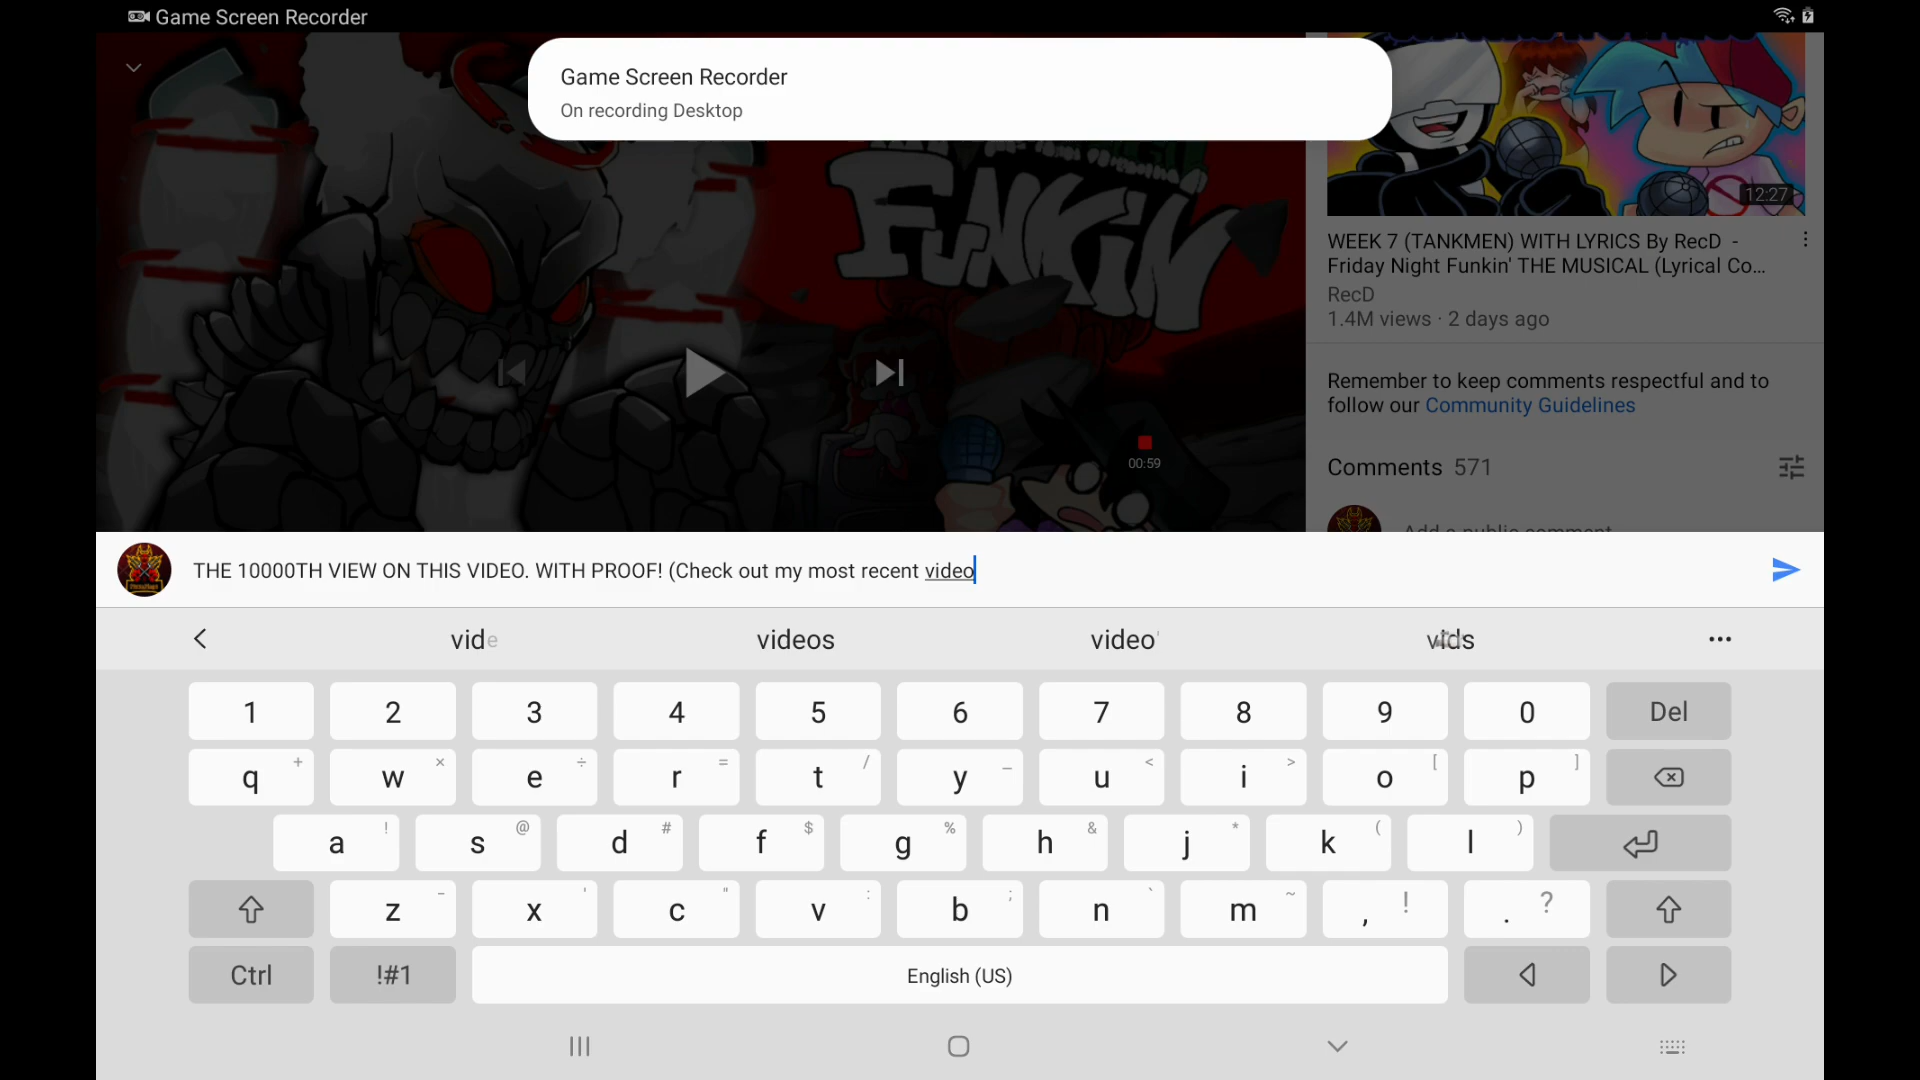 Game Screen Recorder
Game Screen Recorder
On recording Desktop
FUNKIN
12:27
WEEK 7 (TANKMEN) WITH LYRICS By RecD -
Friday Night Funkin' THE MUSICAL (Lyrical Co...
RecD
1.4M views · 2 days ago
Remember to keep comments respectful and to
follow our Community Guidelines
00:59
Comments 571
Add a public comment
THE 10000TH VIEW ON THIS VIDEO. WITH PROOF! (Check out my most recent video
vide videos video' vids
1 2 3 4 5 6 7 8 9 0 Del
q + w × e ÷ r = t / y _ u < i > o [ p ]
a ! s @ d # f $ g % h & j * k ( l )
z - x ' c " v : b ; n ` m ~ , ! . ?
Ctrl !#1 English (US)